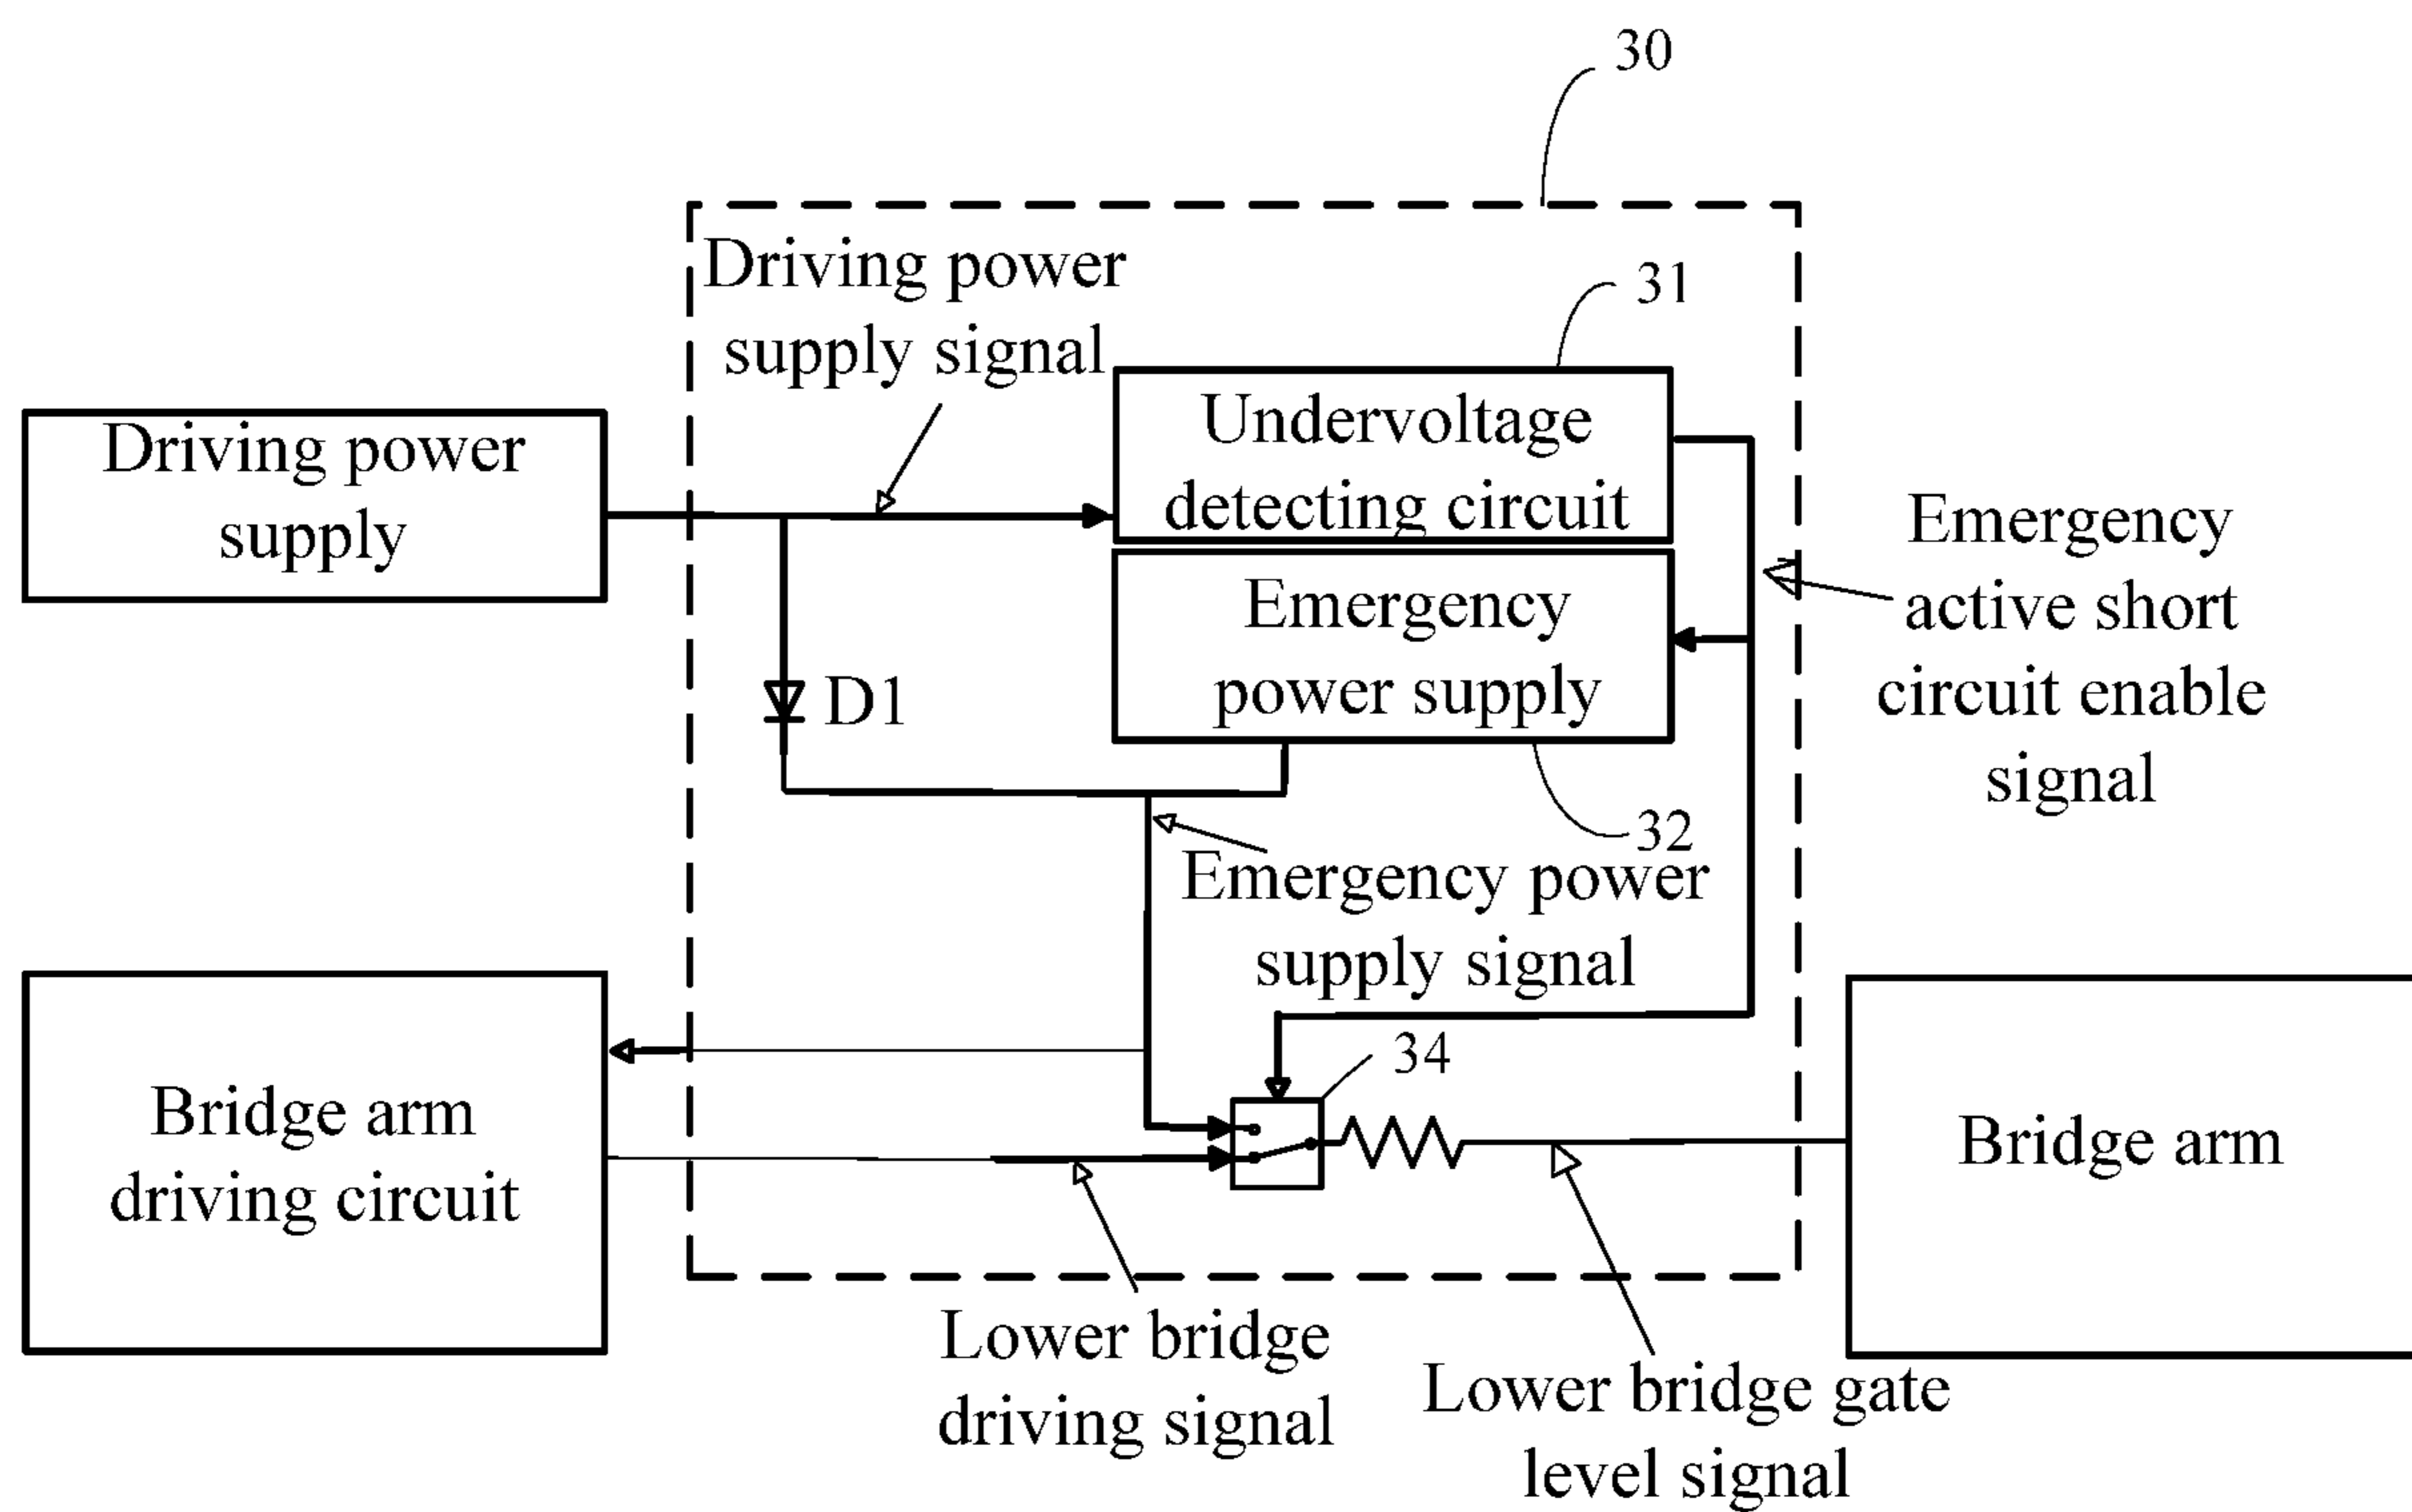 30
Driving power
supply signal
31
Undervoltage
detecting circuit
Driving power
supply
Emergency
power supply
Emergency
active short
circuit enable
signal
D1
32
Emergency power
supply signal
34
Bridge arm
driving circuit
Bridge arm
Lower bridge
driving signal
Lower bridge gate
level signal